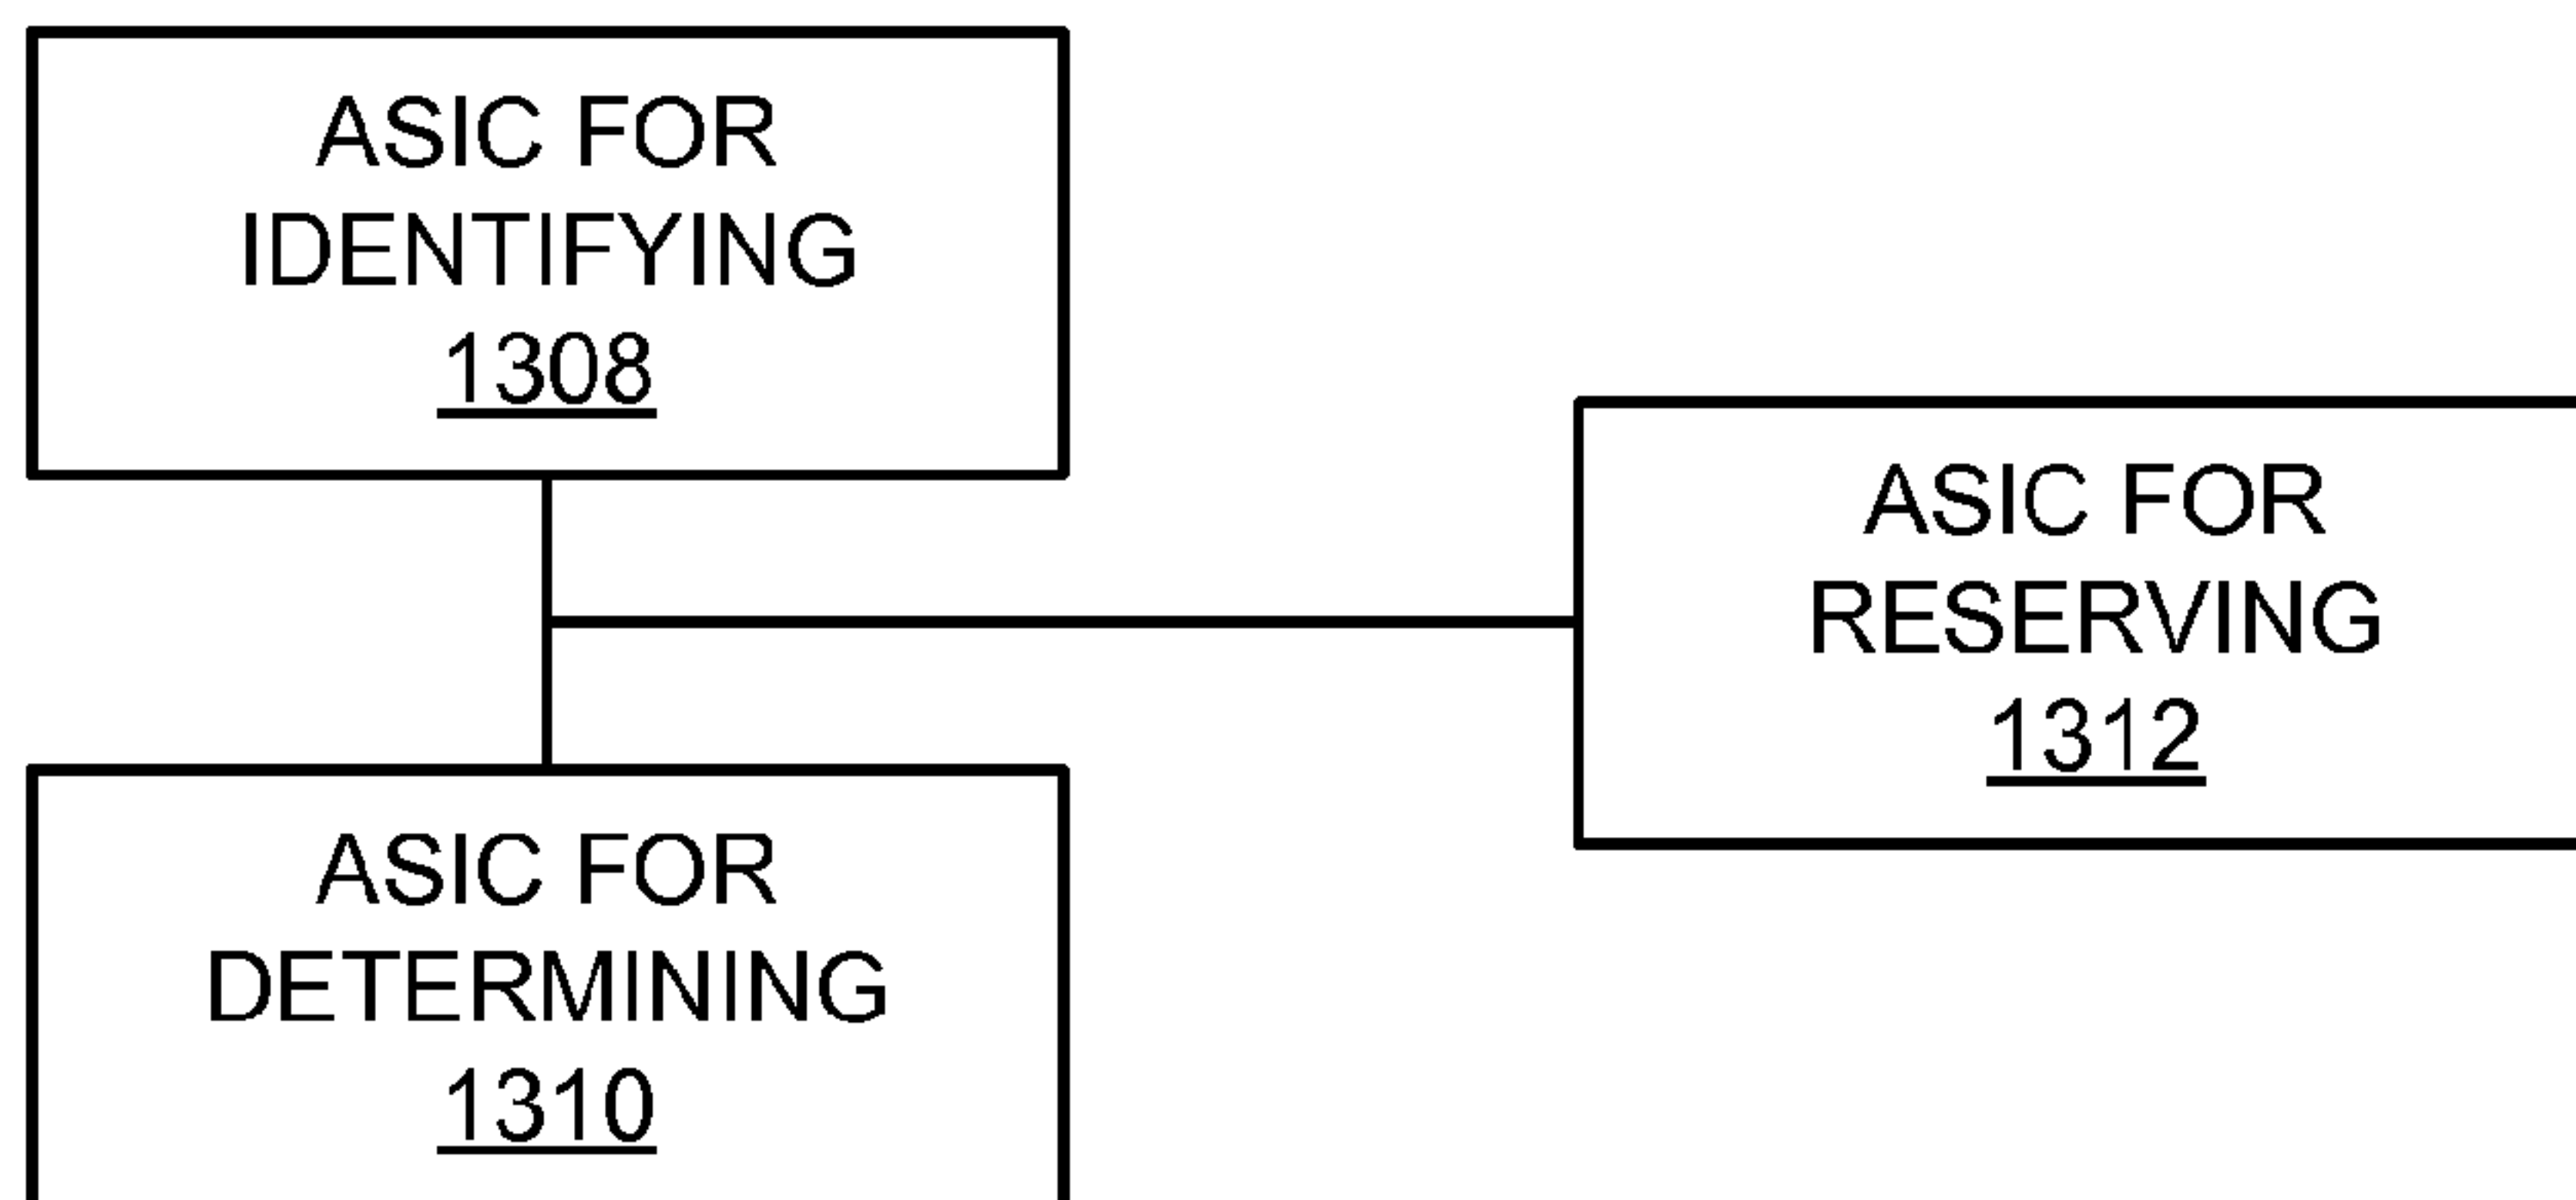 ASIC FOR
IDENTIFYING
1308
ASIC FOR
RESERVING
1312
ASIC FOR
DETERMINING
1310